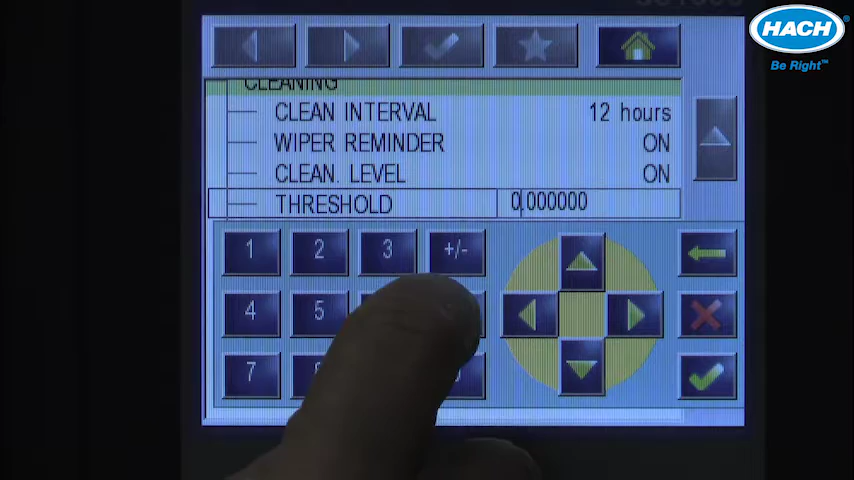 HACH
Be Right™
CLEANING
CLEAN INTERVAL 12 hours
WIPER REMINDER ON
CLEAN. LEVEL ON
THRESHOLD 0.000000
1 2 3 +/-
4 5
7